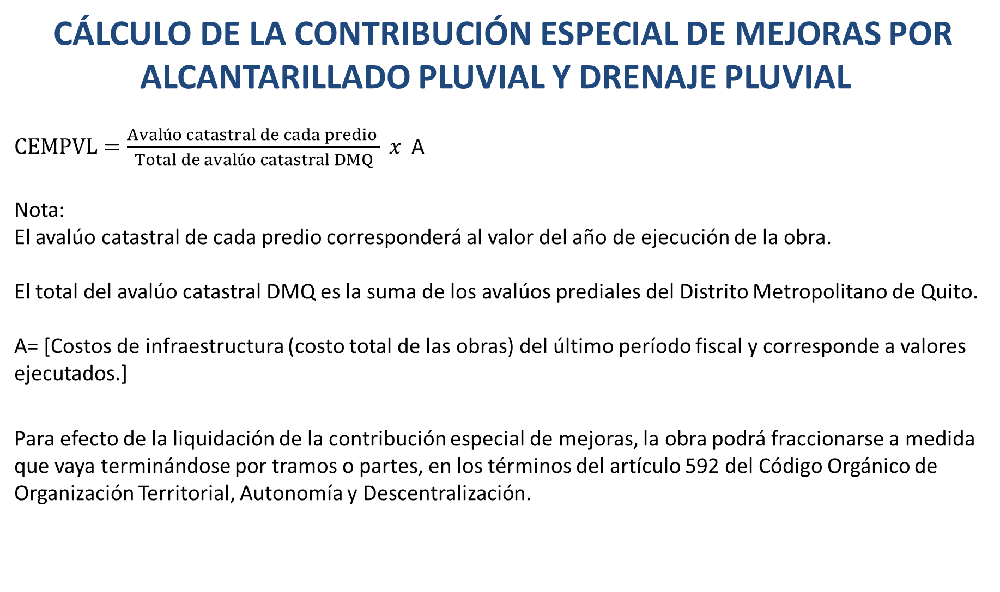 CÁLCULO DE LA CONTRIBUCIÓN ESPECIAL DE MEJORAS POR
ALCANTARILLADO PLUVIAL Y DRENAJE PLUVIAL
CEMPVL = Avalúo catastral de cada predio / Total de avalúo catastral DMQ x A
Nota:
El avalúo catastral de cada predio corresponderá al valor del año de ejecución de la obra.
El total del avalúo catastral DMQ es la suma de los avalúos prediales del Distrito Metropolitano de Quito.
A= [Costos de infraestructura (costo total de las obras) del último período fiscal y corresponde a valores
ejecutados.]
Para efecto de la liquidación de la contribución especial de mejoras, la obra podrá fraccionarse a medida
que vaya terminándose por tramos o partes, en los términos del artículo 592 del Código Orgánico de
Organización Territorial, Autonomía y Descentralización.